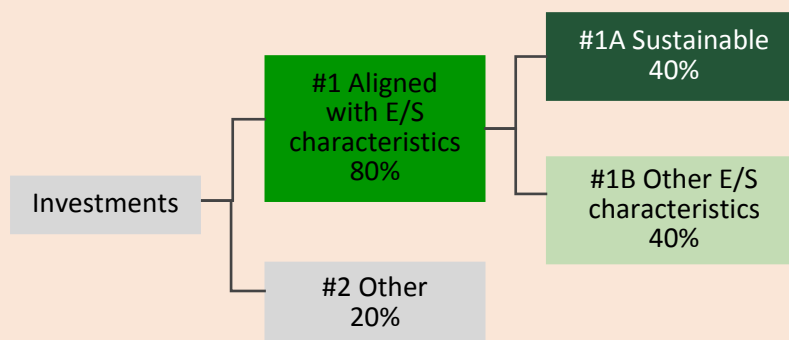 Investments
#1 Aligned
with E/S
characteristics
80%
#2 Other
20%
#1A Sustainable
40%
#1B Other E/S
characteristics
40%